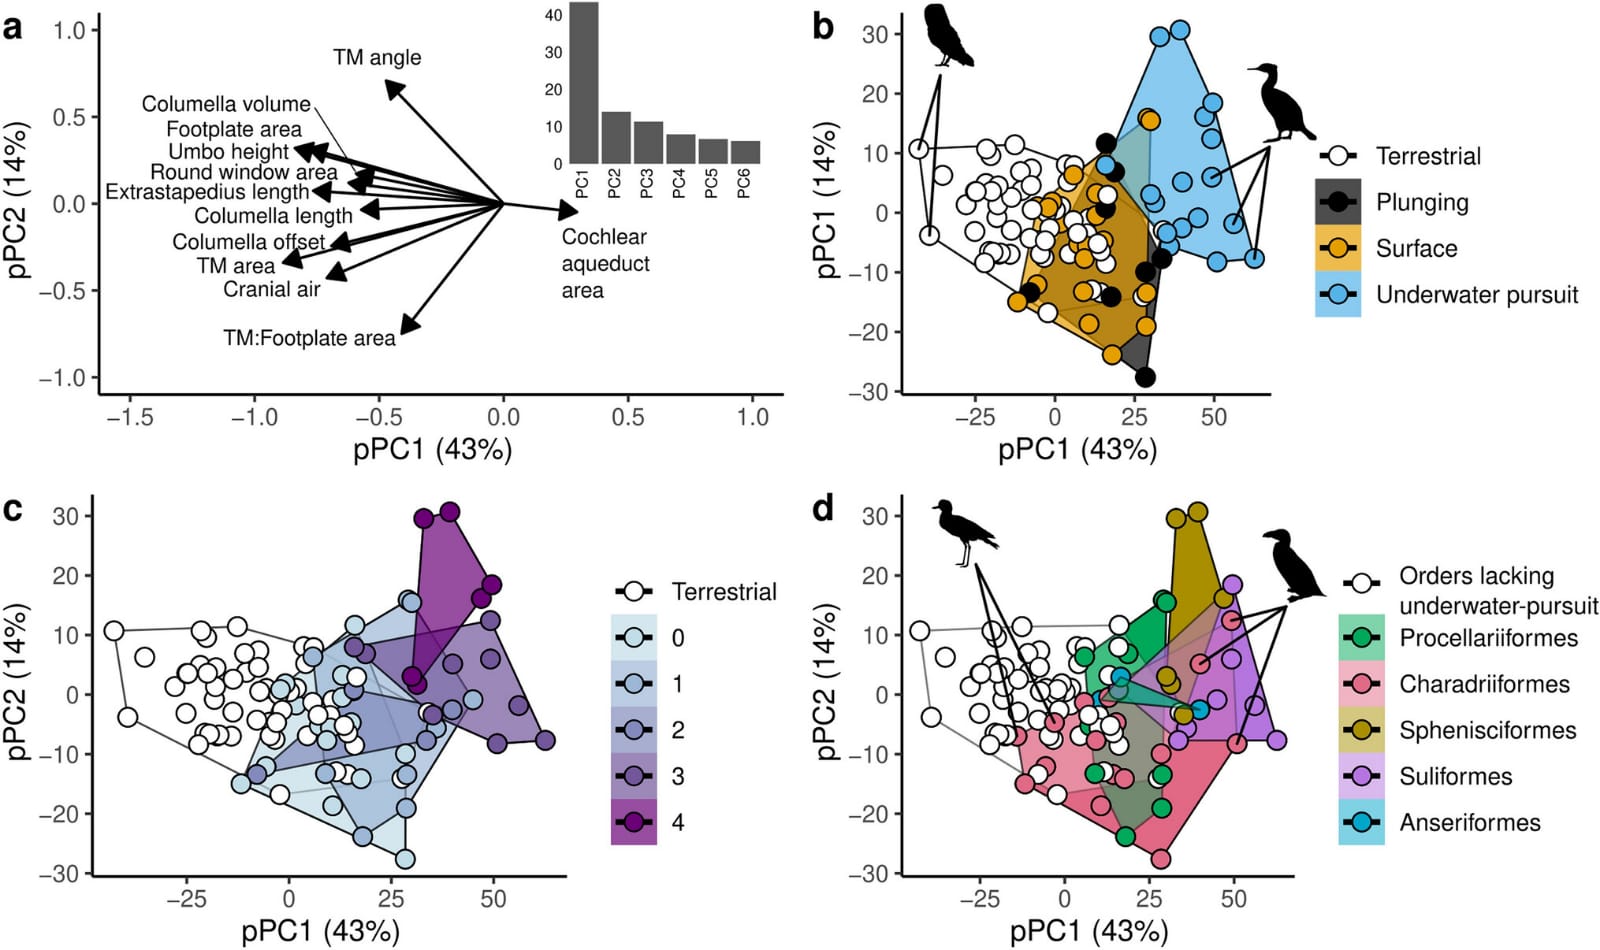 a
1.0
0.5
0.0
−0.5
−1.0
pPC2 (14%)
TM angle
Columella volume
Footplate area
Umbo height
Round window area
Extrastapedius length
Columella length
Columella offset
TM area
Cranial air
TM:Footplate area
Cochlear
aqueduct
area
40
30
20
10
0
PC1
PC2
PC3
PC4
PC5
PC6
−1.5
−1.0
−0.5
0.0
0.5
1.0
pPC1 (43%)
b
30
20
10
0
−10
−20
−30
pPC1 (14%)
−25
0
25
50
pPC1 (43%)
Terrestrial
Plunging
Surface
Underwater pursuit
c
30
20
10
0
−10
−20
−30
pPC2 (14%)
−25
0
25
50
pPC1 (43%)
Terrestrial
0
1
2
3
4
d
30
20
10
0
−10
−20
−30
pPC2 (14%)
−25
0
25
50
pPC1 (43%)
Orders lacking
underwater-pursuit
Procellariiformes
Charadriiformes
Sphenisciformes
Suliformes
Anseriformes